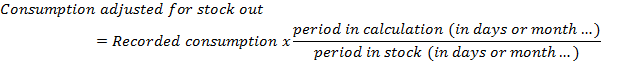 Consumption adjusted for stock out
= Recorded consumption x period in calculation (in days or month …)
period in stock (in days or month …)